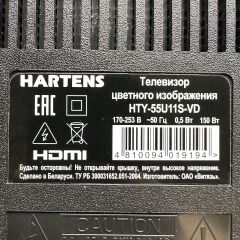 HARTENS
Телевизор
цветного изображения
HTY-55U11S-VD
170-253 В ~50 Гц 0,5 Вт 150 Вт
EAC
HDMI
4 810094 019194 >
Будьте осторожны! Не открывайте крышку, внутри высокое напряжение.
Сделано в Беларуси. ТУ РБ 300031652.051-2004. Изготовитель: ОАО «Витязь».
CAUTION